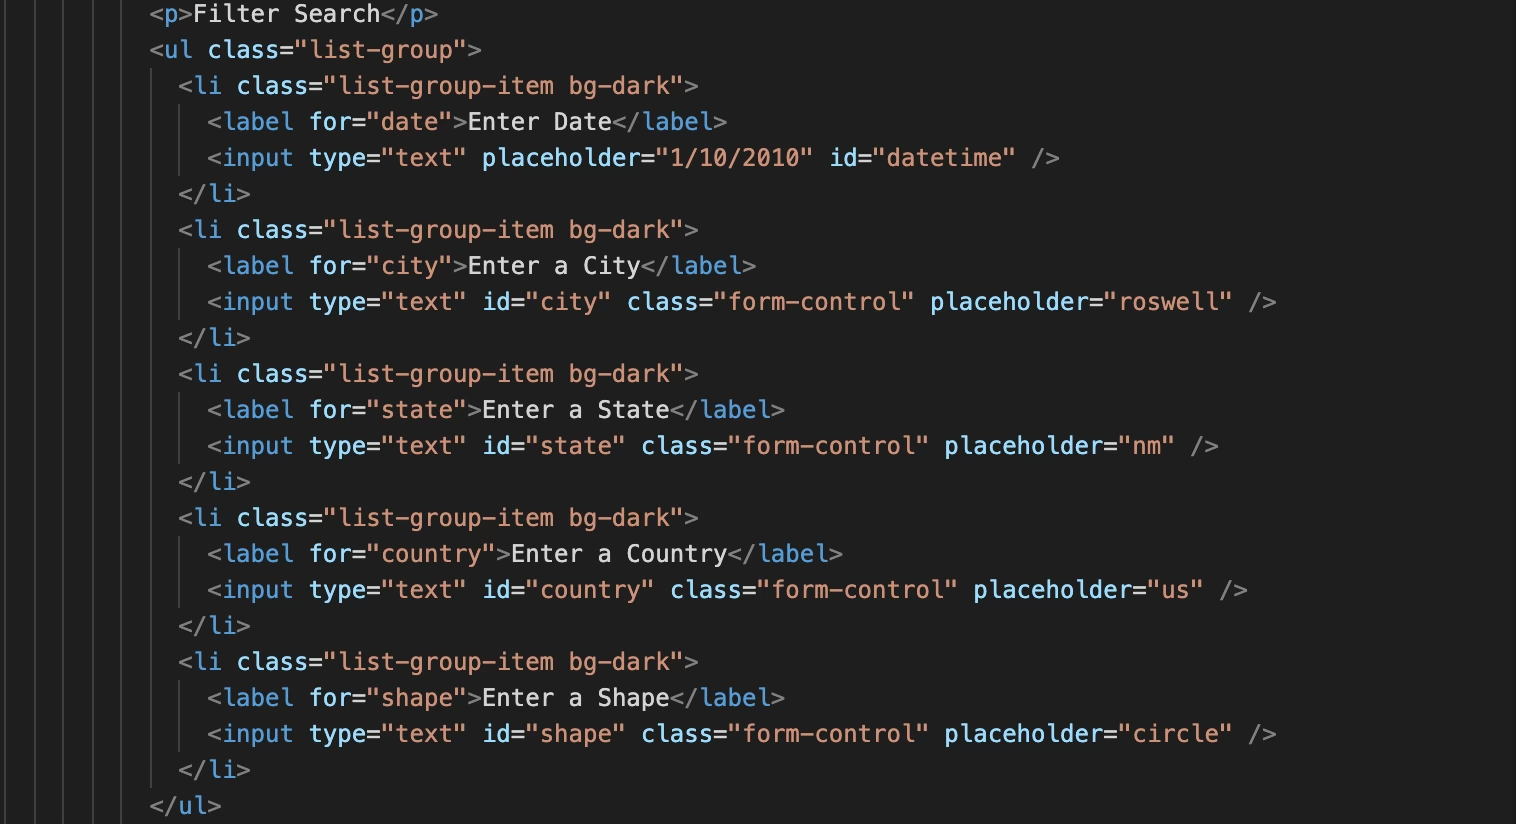 <p>Filter Search</p>
<ul class="list-group">
<li class="list-group-item bg-dark">
<label for="date">Enter Date</label>
<input type="text" placeholder="1/10/2010" id="datetime" />
</li>
<li class="list-group-item bg-dark">
<label for="city">Enter a City</label>
<input type="text" id="city" class="form-control" placeholder="roswell" />
</li>
<li class="list-group-item bg-dark">
<label for="state">Enter a State</label>
<input type="text" id="state" class="form-control" placeholder="nm" />
</li>
<li class="list-group-item bg-dark">
<label for="country">Enter a Country</label>
<input type="text" id="country" class="form-control" placeholder="us" />
</li>
<li class="list-group-item bg-dark">
<label for="shape">Enter a Shape</label>
<input type="text" id="shape" class="form-control" placeholder="circle" />
</li>
</ul>